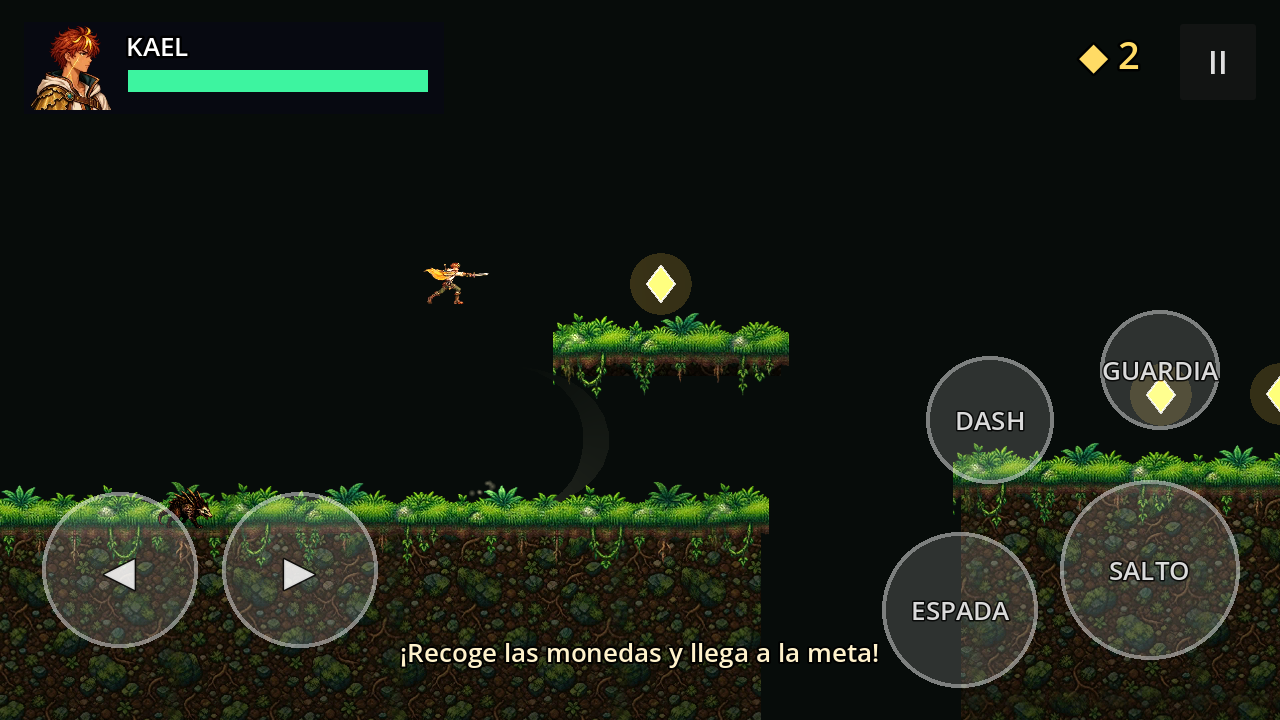 KAEL
2
GUARDIA
DASH
SALTO
ESPADA
¡Recoge las monedas y llega a la meta!